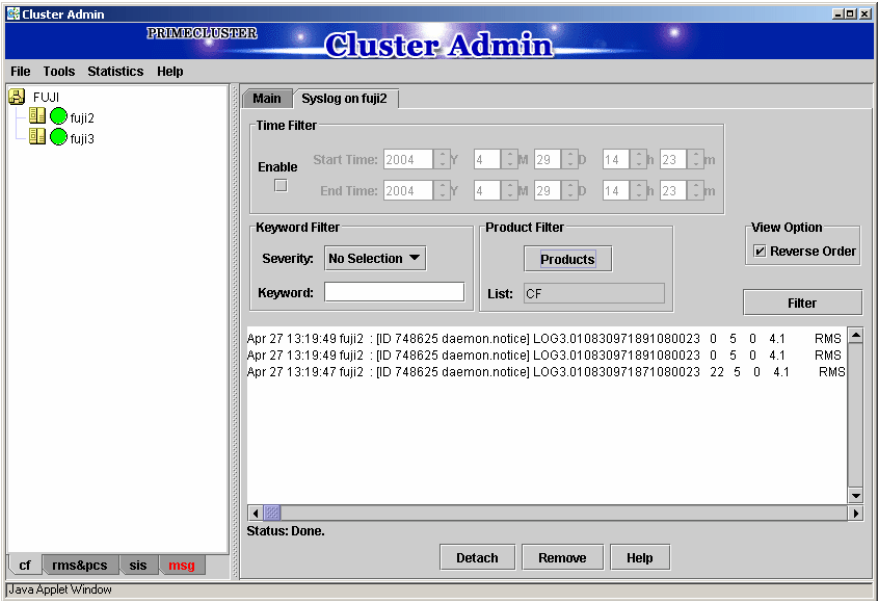 Cluster Admin
PRIMECLUSTER
Cluster Admin
File Tools Statistics Help
FUJI
fuji2
fuji3
Main Syslog on fuji2
Time Filter
Enable
Start Time: 2004 Y 4 M 29 D 14 h 23 m
End Time: 2004 Y 4 M 29 D 14 h 23 m
Keyword Filter
Severity: No Selection
Keyword:
Product Filter
Products
List: CF
View Option
Reverse Order
Filter
Apr 27 13:19:49 fuji2 : [ID 748625 daemon.notice] LOG3.010830971891080023 0 5 0 4.1 RMS
Apr 27 13:19:49 fuji2 : [ID 748625 daemon.notice] LOG3.010830971891080023 0 5 0 4.1 RMS
Apr 27 13:19:47 fuji2 : [ID 748625 daemon.notice] LOG3.010830971871080023 22 5 0 4.1 RMS
Status: Done.
Detach Remove Help
cf rms&pcs sis msg
Java Applet Window